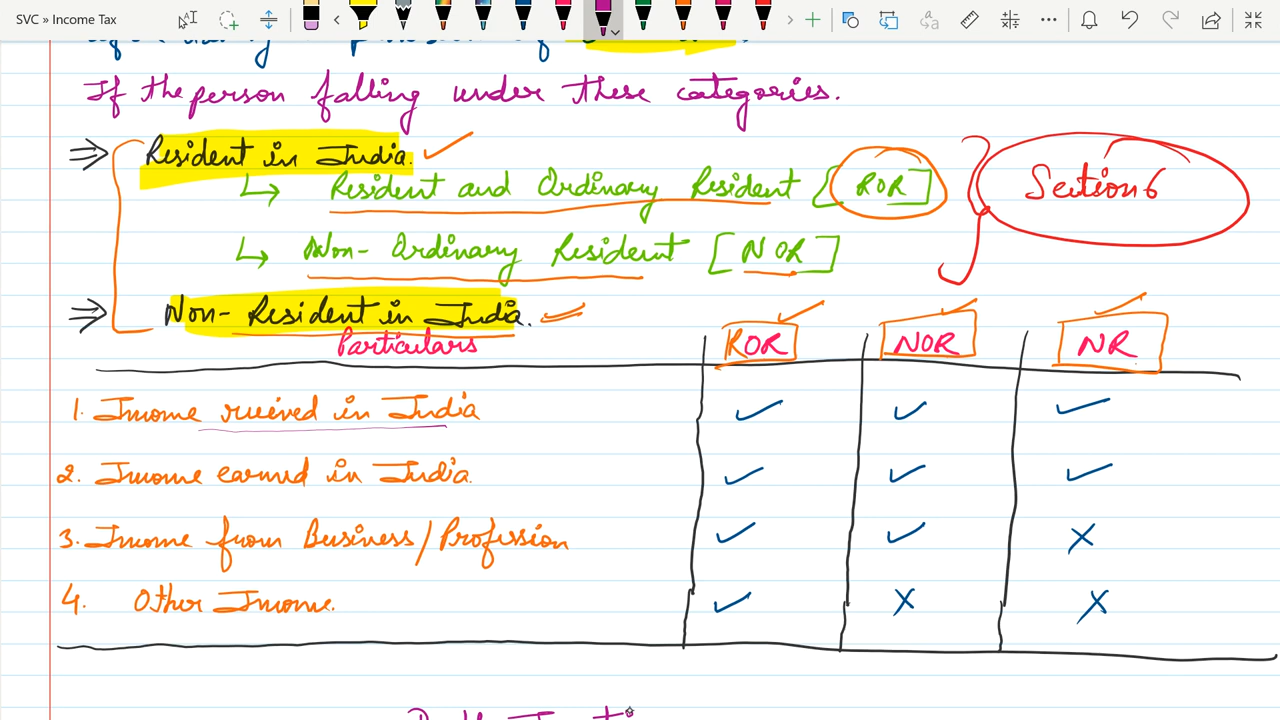 SVC » Income Tax
If the person falling under these categories.
⇒ Resident in India. ✓
↳ Resident and Ordinary Resident [ROR]
Section 6
↳ Non-Ordinary Resident [NOR]
⇒ Non-Resident in India. ✓
Particulars ROR ✓ NOR ✓ NR ✓
1. Income received in India ✓ ✓ ✓
2. Income earned in India. ✓ ✓ ✓
3. Income from Business/Profession ✓ ✓ ×
4. Other Income. ✓ × ×